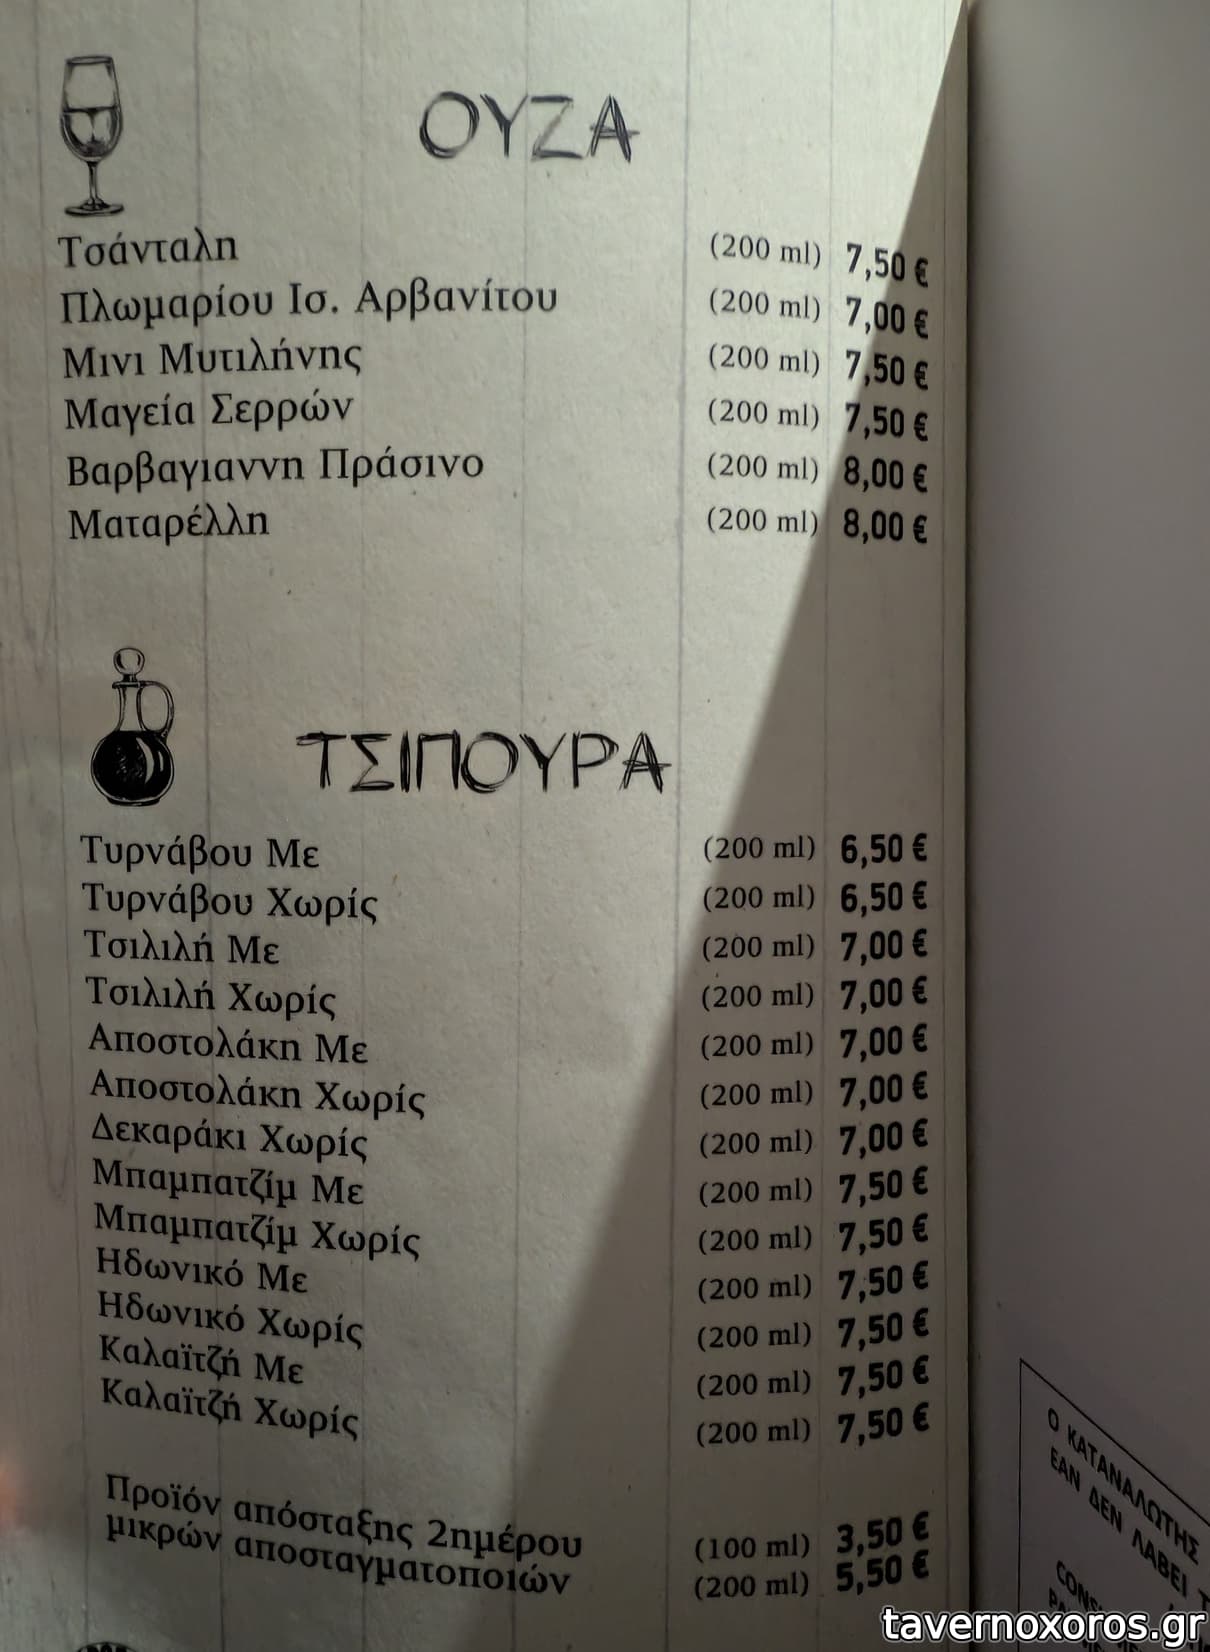 ΟΥΖΑ
Τσάνταλη (200 ml) 7,50 €
Πλωμαρίου Ισ. Αρβανίτου (200 ml) 7,00 €
Μινι Μυτιλήνης (200 ml) 7,50 €
Μαγεία Σερρών (200 ml) 7,50 €
Βαρβαγιαννη Πράσινο (200 ml) 8,00 €
Ματαρέλλη (200 ml) 8,00 €
ΤΣΙΠΟΥΡΑ
Τυρνάβου Με (200 ml) 6,50 €
Τυρνάβου Χωρίς (200 ml) 6,50 €
Τσιλιλή Με (200 ml) 7,00 €
Τσιλιλή Χωρίς (200 ml) 7,00 €
Αποστολάκη Με (200 ml) 7,00 €
Αποστολάκη Χωρίς (200 ml) 7,00 €
Δεκαράκι Χωρίς (200 ml) 7,00 €
Μπαμπατζίμ Με (200 ml) 7,50 €
Μπαμπατζίμ Χωρίς (200 ml) 7,50 €
Ηδωνικό Με (200 ml) 7,50 €
Ηδωνικό Χωρίς (200 ml) 7,50 €
Καλαϊτζή Με (200 ml) 7,50 €
Καλαϊτζή Χωρίς (200 ml) 7,50 €
Προϊόν απόσταξης 2ημέρου (100 ml) 3,50 €
μικρών αποσταγματοποιών (200 ml) 5,50 €
Ο ΚΑΤΑΝΑΛΩΤΗΣ
ΕΑΝ ΔΕΝ ΛΑΒΕΙ
tavernoxoros.gr